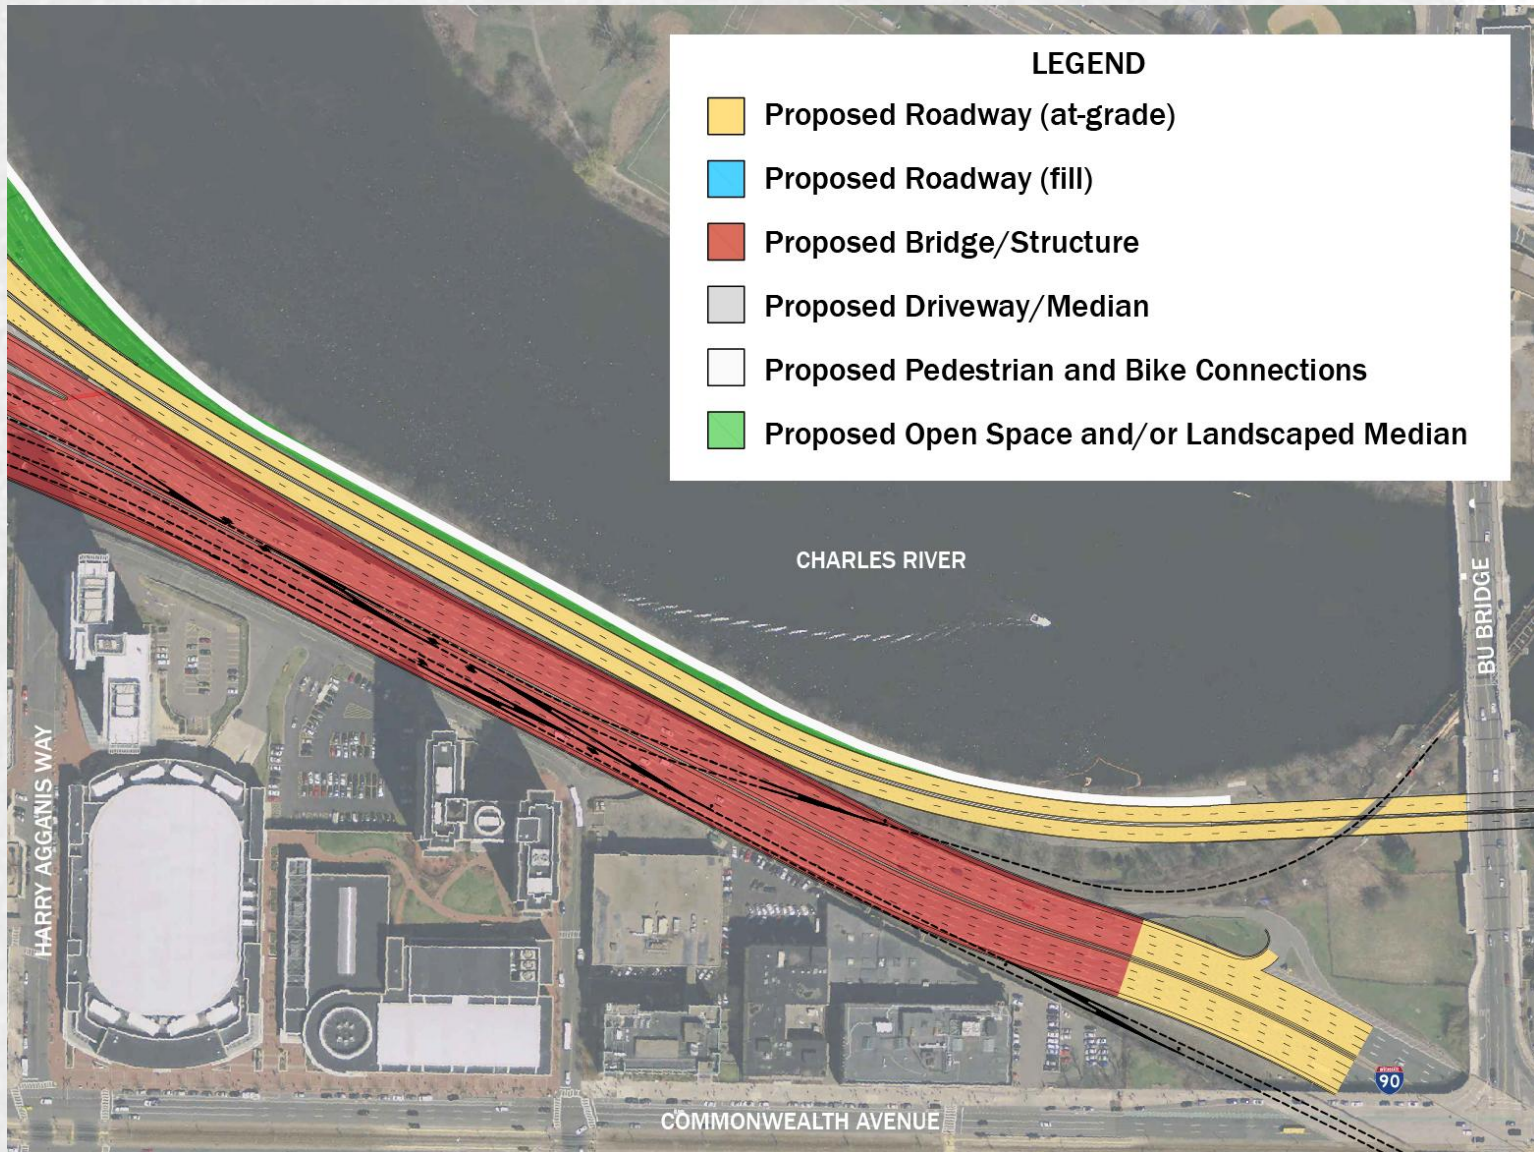 LEGEND
Proposed Roadway (at-grade)
Proposed Roadway (fill)
Proposed Bridge/Structure
Proposed Driveway/Median
Proposed Pedestrian and Bike Connections
Proposed Open Space and/or Landscaped Median
CHARLES RIVER
BU BRIDGE
HARRY AGGANIS WAY
90
COMMONWEALTH AVENUE